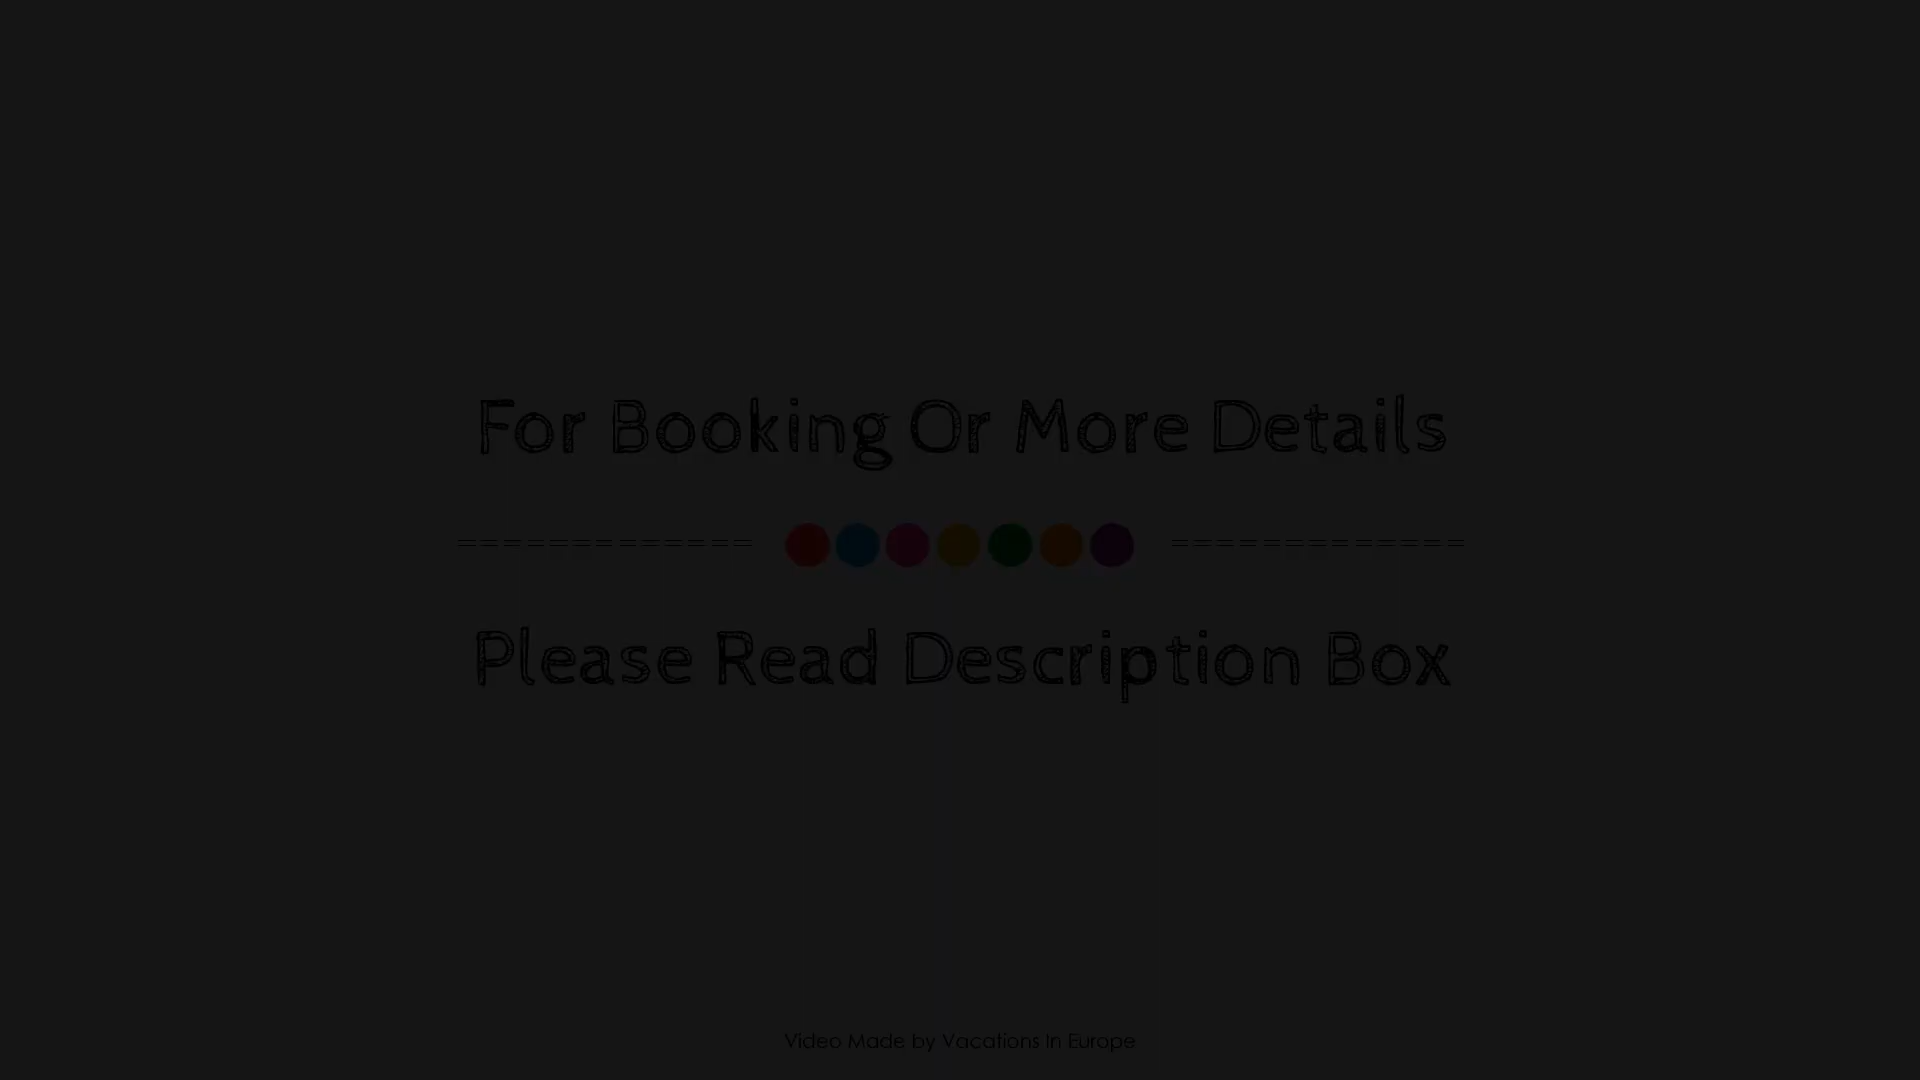 For Booking Or More Details
============= =============
Please Read Description Box
Video Made by Vacations In Europe